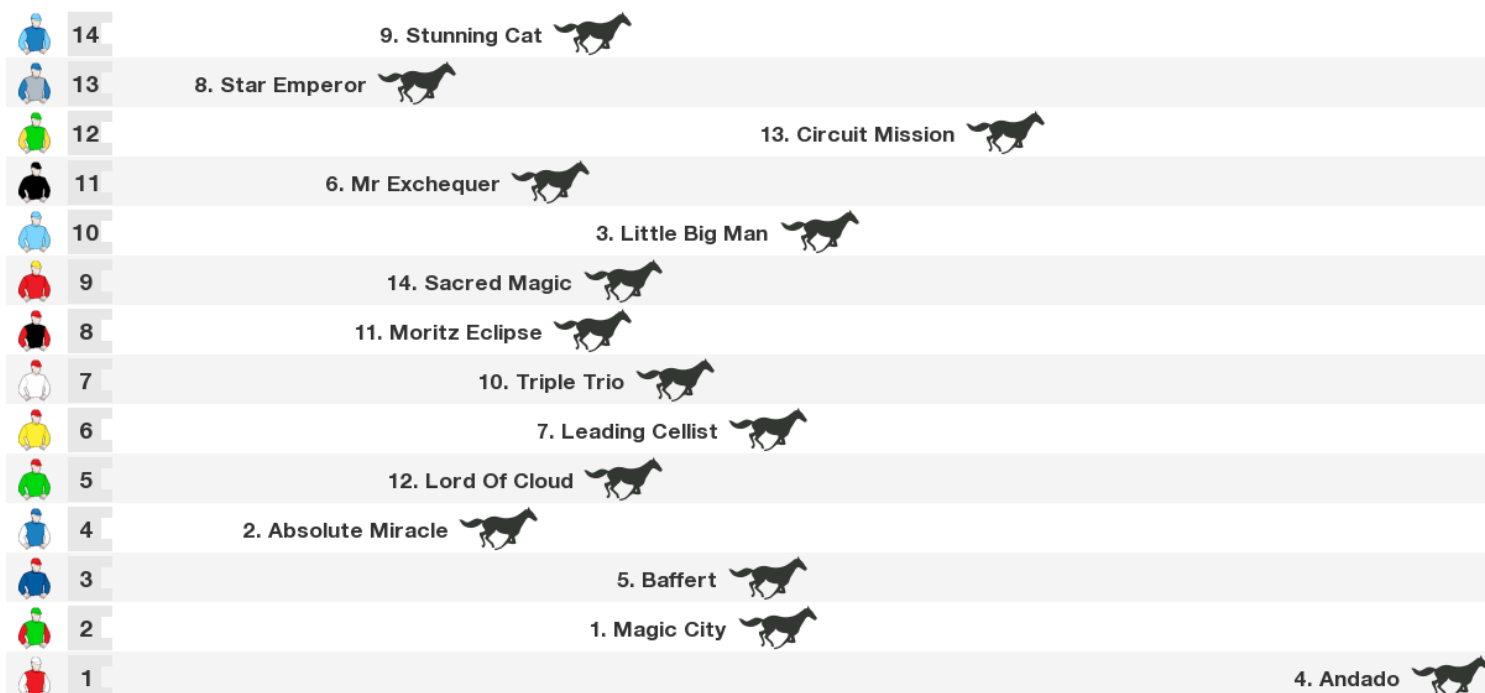 14 9. Stunning Cat
13 8. Star Emperor
12 13. Circuit Mission
11 6. Mr Exchequer
10 3. Little Big Man
9 14. Sacred Magic
8 11. Moritz Eclipse
7 10. Triple Trio
6 7. Leading Cellist
5 12. Lord Of Cloud
4 2. Absolute Miracle
3 5. Baffert
2 1. Magic City
1 4. Andado